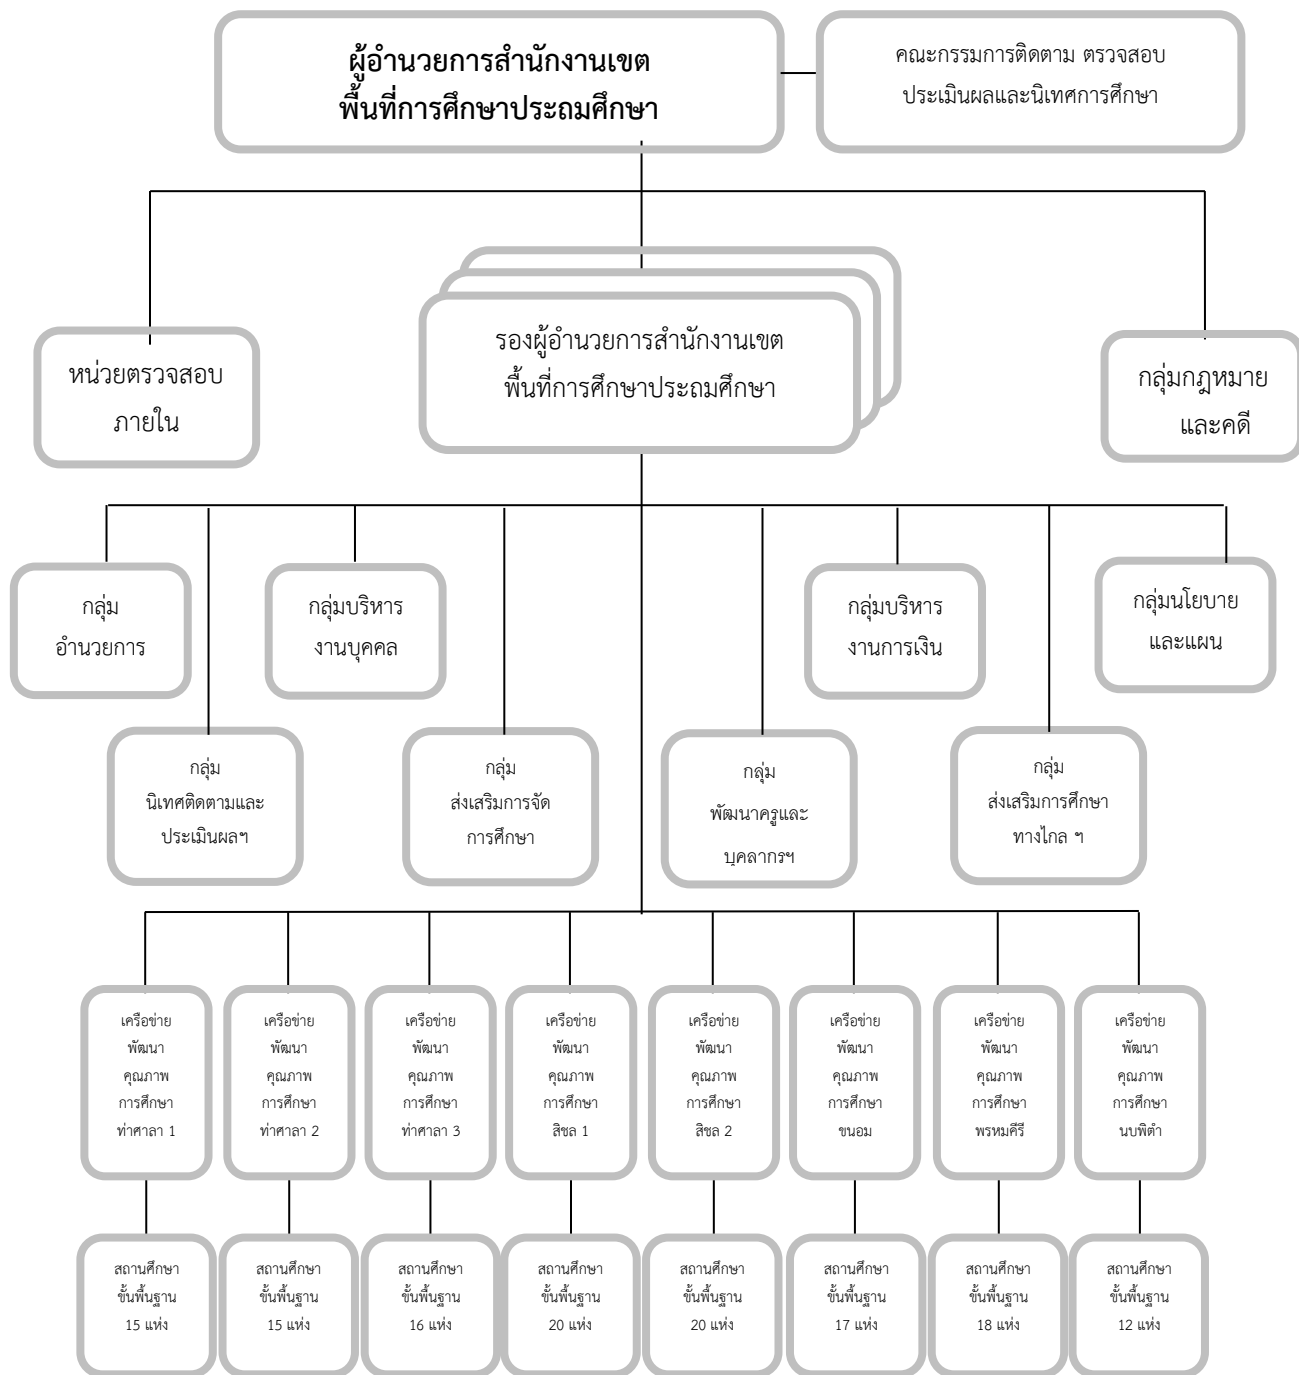 ผู้อำนวยการสำนักงานเขต
พื้นที่การศึกษาประถมศึกษา
คณะกรรมการติดตาม ตรวจสอบ
ประเมินผลและนิเทศการศึกษา
หน่วยตรวจสอบ
ภายใน
รองผู้อำนวยการสำนักงานเขต
พื้นที่การศึกษาประถมศึกษา
กลุ่มกฎหมาย
และคดี
กลุ่ม
อำนวยการ
กลุ่มบริหาร
งานบุคคล
กลุ่มบริหาร
งานการเงิน
กลุ่มนโยบาย
และแผน
กลุ่ม
นิเทศติดตามและ
ประเมินผลฯ
กลุ่ม
ส่งเสริมการจัด
การศึกษา
กลุ่ม
พัฒนาครูและ
บุคลากรฯ
กลุ่ม
ส่งเสริมการศึกษา
ทางไกล ฯ
เครือข่าย
พัฒนา
คุณภาพ
การศึกษา
ท่าศาลา 1
เครือข่าย
พัฒนา
คุณภาพ
การศึกษา
ท่าศาลา 2
เครือข่าย
พัฒนา
คุณภาพ
การศึกษา
ท่าศาลา 3
เครือข่าย
พัฒนา
คุณภาพ
การศึกษา
สิชล 1
เครือข่าย
พัฒนา
คุณภาพ
การศึกษา
สิชล 2
เครือข่าย
พัฒนา
คุณภาพ
การศึกษา
ขนอม
เครือข่าย
พัฒนา
คุณภาพ
การศึกษา
พรหมคีรี
เครือข่าย
พัฒนา
คุณภาพ
การศึกษา
นบพิตำ
สถานศึกษา
ขั้นพื้นฐาน
15 แห่ง
สถานศึกษา
ขั้นพื้นฐาน
15 แห่ง
สถานศึกษา
ขั้นพื้นฐาน
16 แห่ง
สถานศึกษา
ขั้นพื้นฐาน
20 แห่ง
สถานศึกษา
ขั้นพื้นฐาน
20 แห่ง
สถานศึกษา
ขั้นพื้นฐาน
17 แห่ง
สถานศึกษา
ขั้นพื้นฐาน
18 แห่ง
สถานศึกษา
ขั้นพื้นฐาน
12 แห่ง